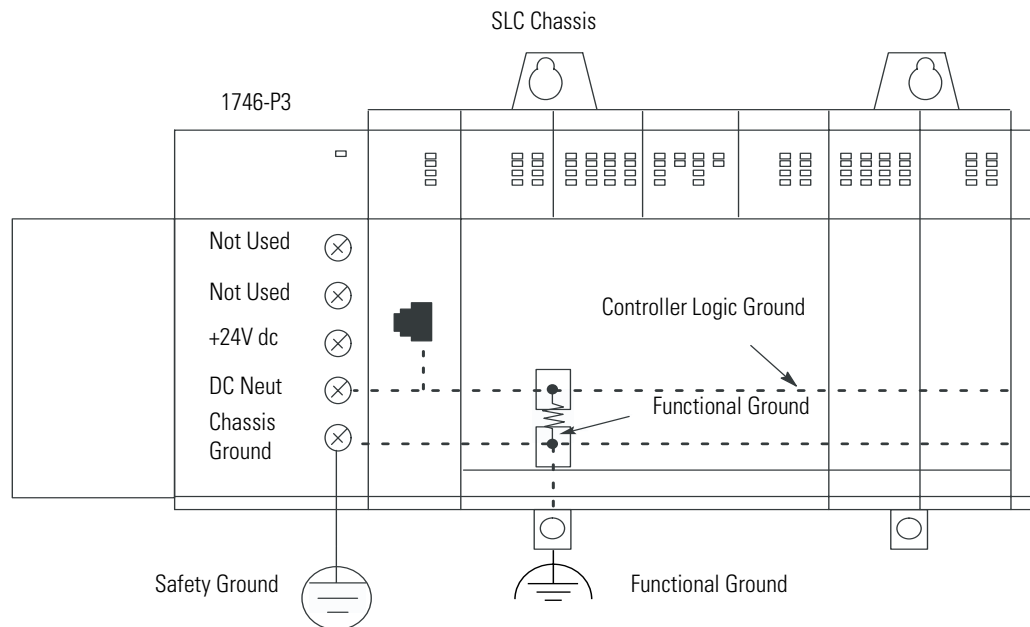 SLC Chassis
1746-P3
Not Used
Not Used
+24V dc
DC Neut
Chassis
Ground
Controller Logic Ground
Functional Ground
Safety Ground
Functional Ground